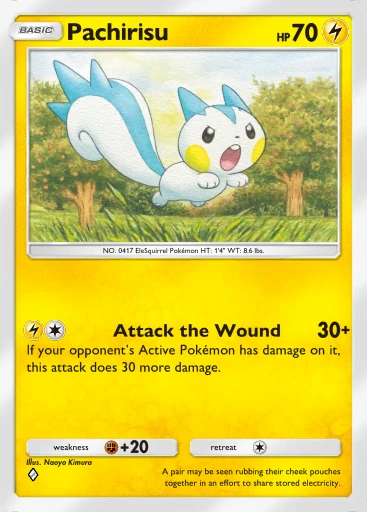 BASIC
Pachirisu
HP 70
NO. 0417 EleSquirrel Pokémon HT: 1'4" WT: 8.6 lbs.
Attack the Wound 30+
If your opponent's Active Pokémon has damage on it,
this attack does 30 more damage.
weakness +20 retreat
Illus. Naoyo Kimura
A pair may be seen rubbing their cheek pouches
together in an effort to share stored electricity.